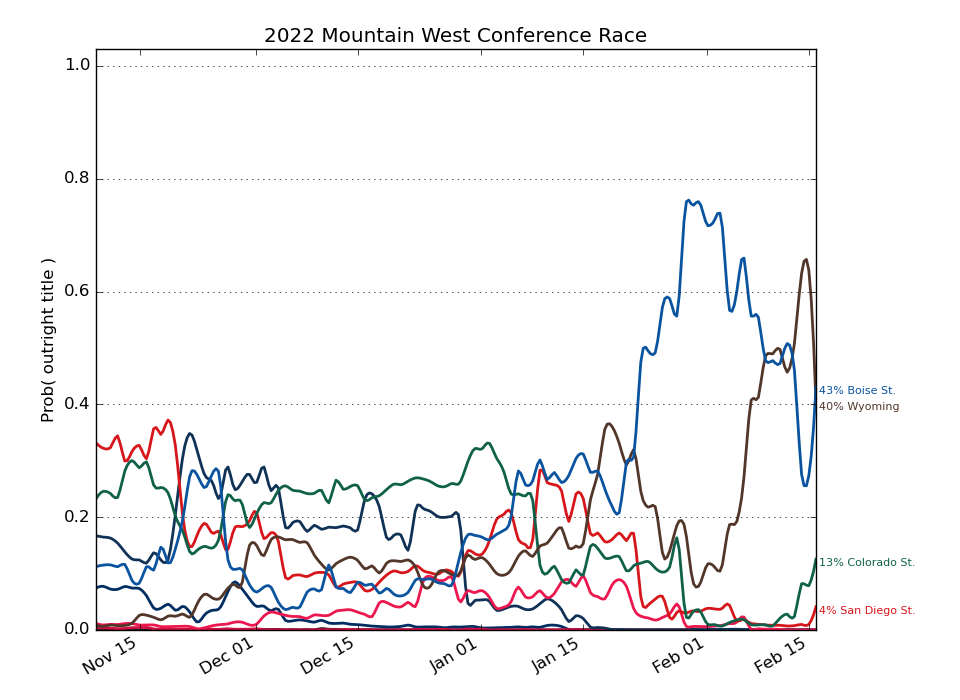 2022 Mountain West Conference Race
1.0
0.8
0.6
0.4
0.2
0.0
Prob( outright title )
43% Boise St.
40% Wyoming
13% Colorado St.
4% San Diego St.
Nov 15
Dec 01
Dec 15
Jan 01
Jan 15
Feb 01
Feb 15